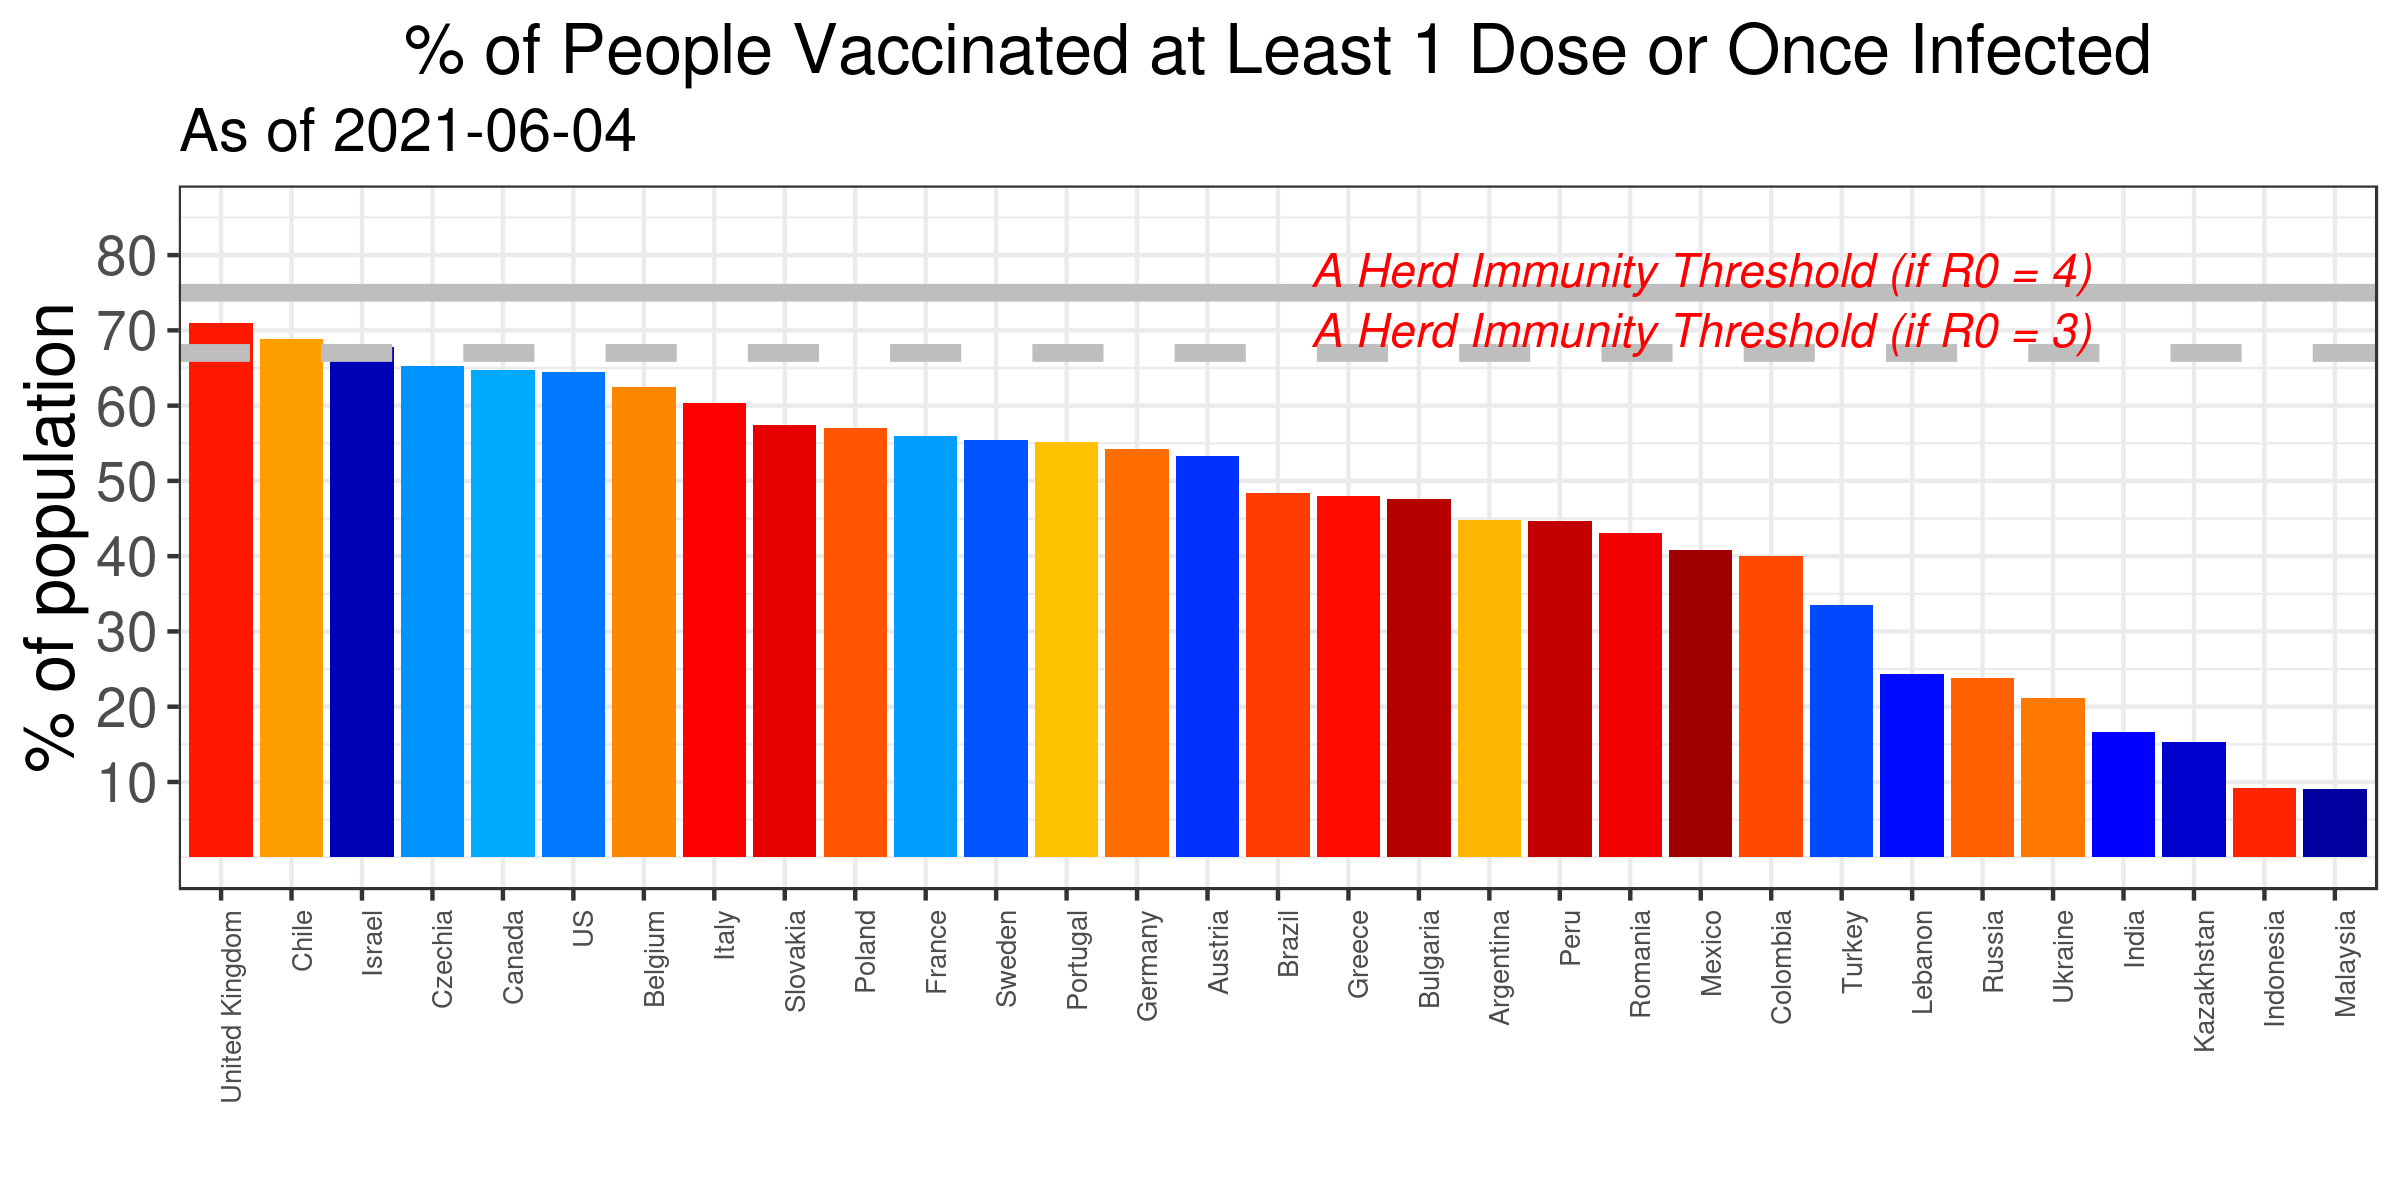 % of People Vaccinated at Least 1 Dose or Once Infected
As of 2021-06-04
% of population
80
70
60
50
40
30
20
10
A Herd Immunity Threshold (if R0 = 4)
A Herd Immunity Threshold (if R0 = 3)
United Kingdom
Chile
Israel
Czechia
Canada
US
Belgium
Italy
Slovakia
Poland
France
Sweden
Portugal
Germany
Austria
Brazil
Greece
Bulgaria
Argentina
Peru
Romania
Mexico
Colombia
Turkey
Lebanon
Russia
Ukraine
India
Kazakhstan
Indonesia
Malaysia